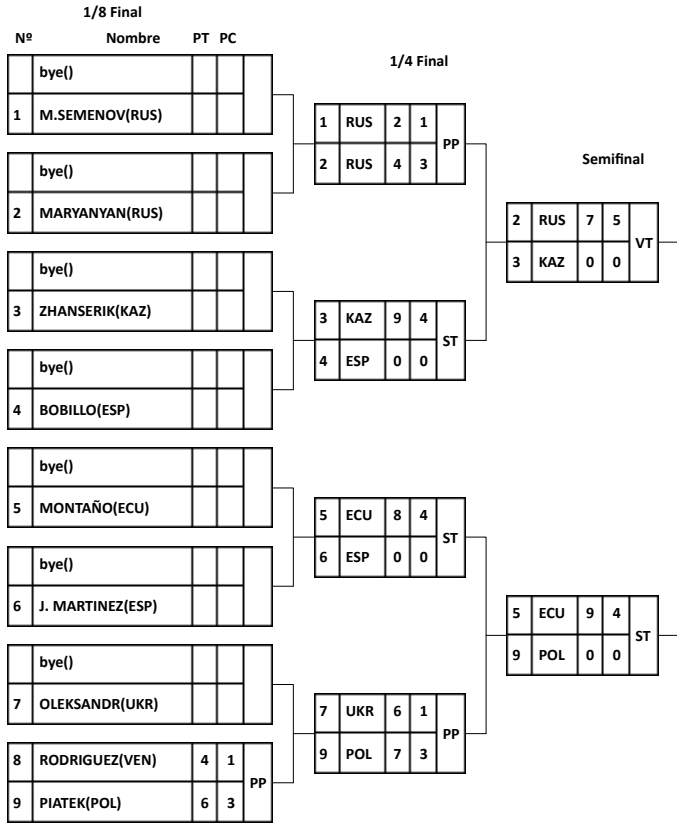 1/8 Final
Nº Nombre PT PC
bye()
1 M.SEMENOV(RUS)
bye()
2 MARYANYAN(RUS)
bye()
3 ZHANSERIK(KAZ)
bye()
4 BOBILLO(ESP)
bye()
5 MONTAÑO(ECU)
bye()
6 J. MARTINEZ(ESP)
bye()
7 OLEKSANDR(UKR)
8 RODRIGUEZ(VEN) 4 1
PP
9 PIATEK(POL) 6 3
1/4 Final
1 RUS 2 1
PP
2 RUS 4 3
3 KAZ 9 4
ST
4 ESP 0 0
5 ECU 8 4
ST
6 ESP 0 0
7 UKR 6 1
PP
9 POL 7 3
Semifinal
2 RUS 7 5
VT
3 KAZ 0 0
5 ECU 9 4
ST
9 POL 0 0